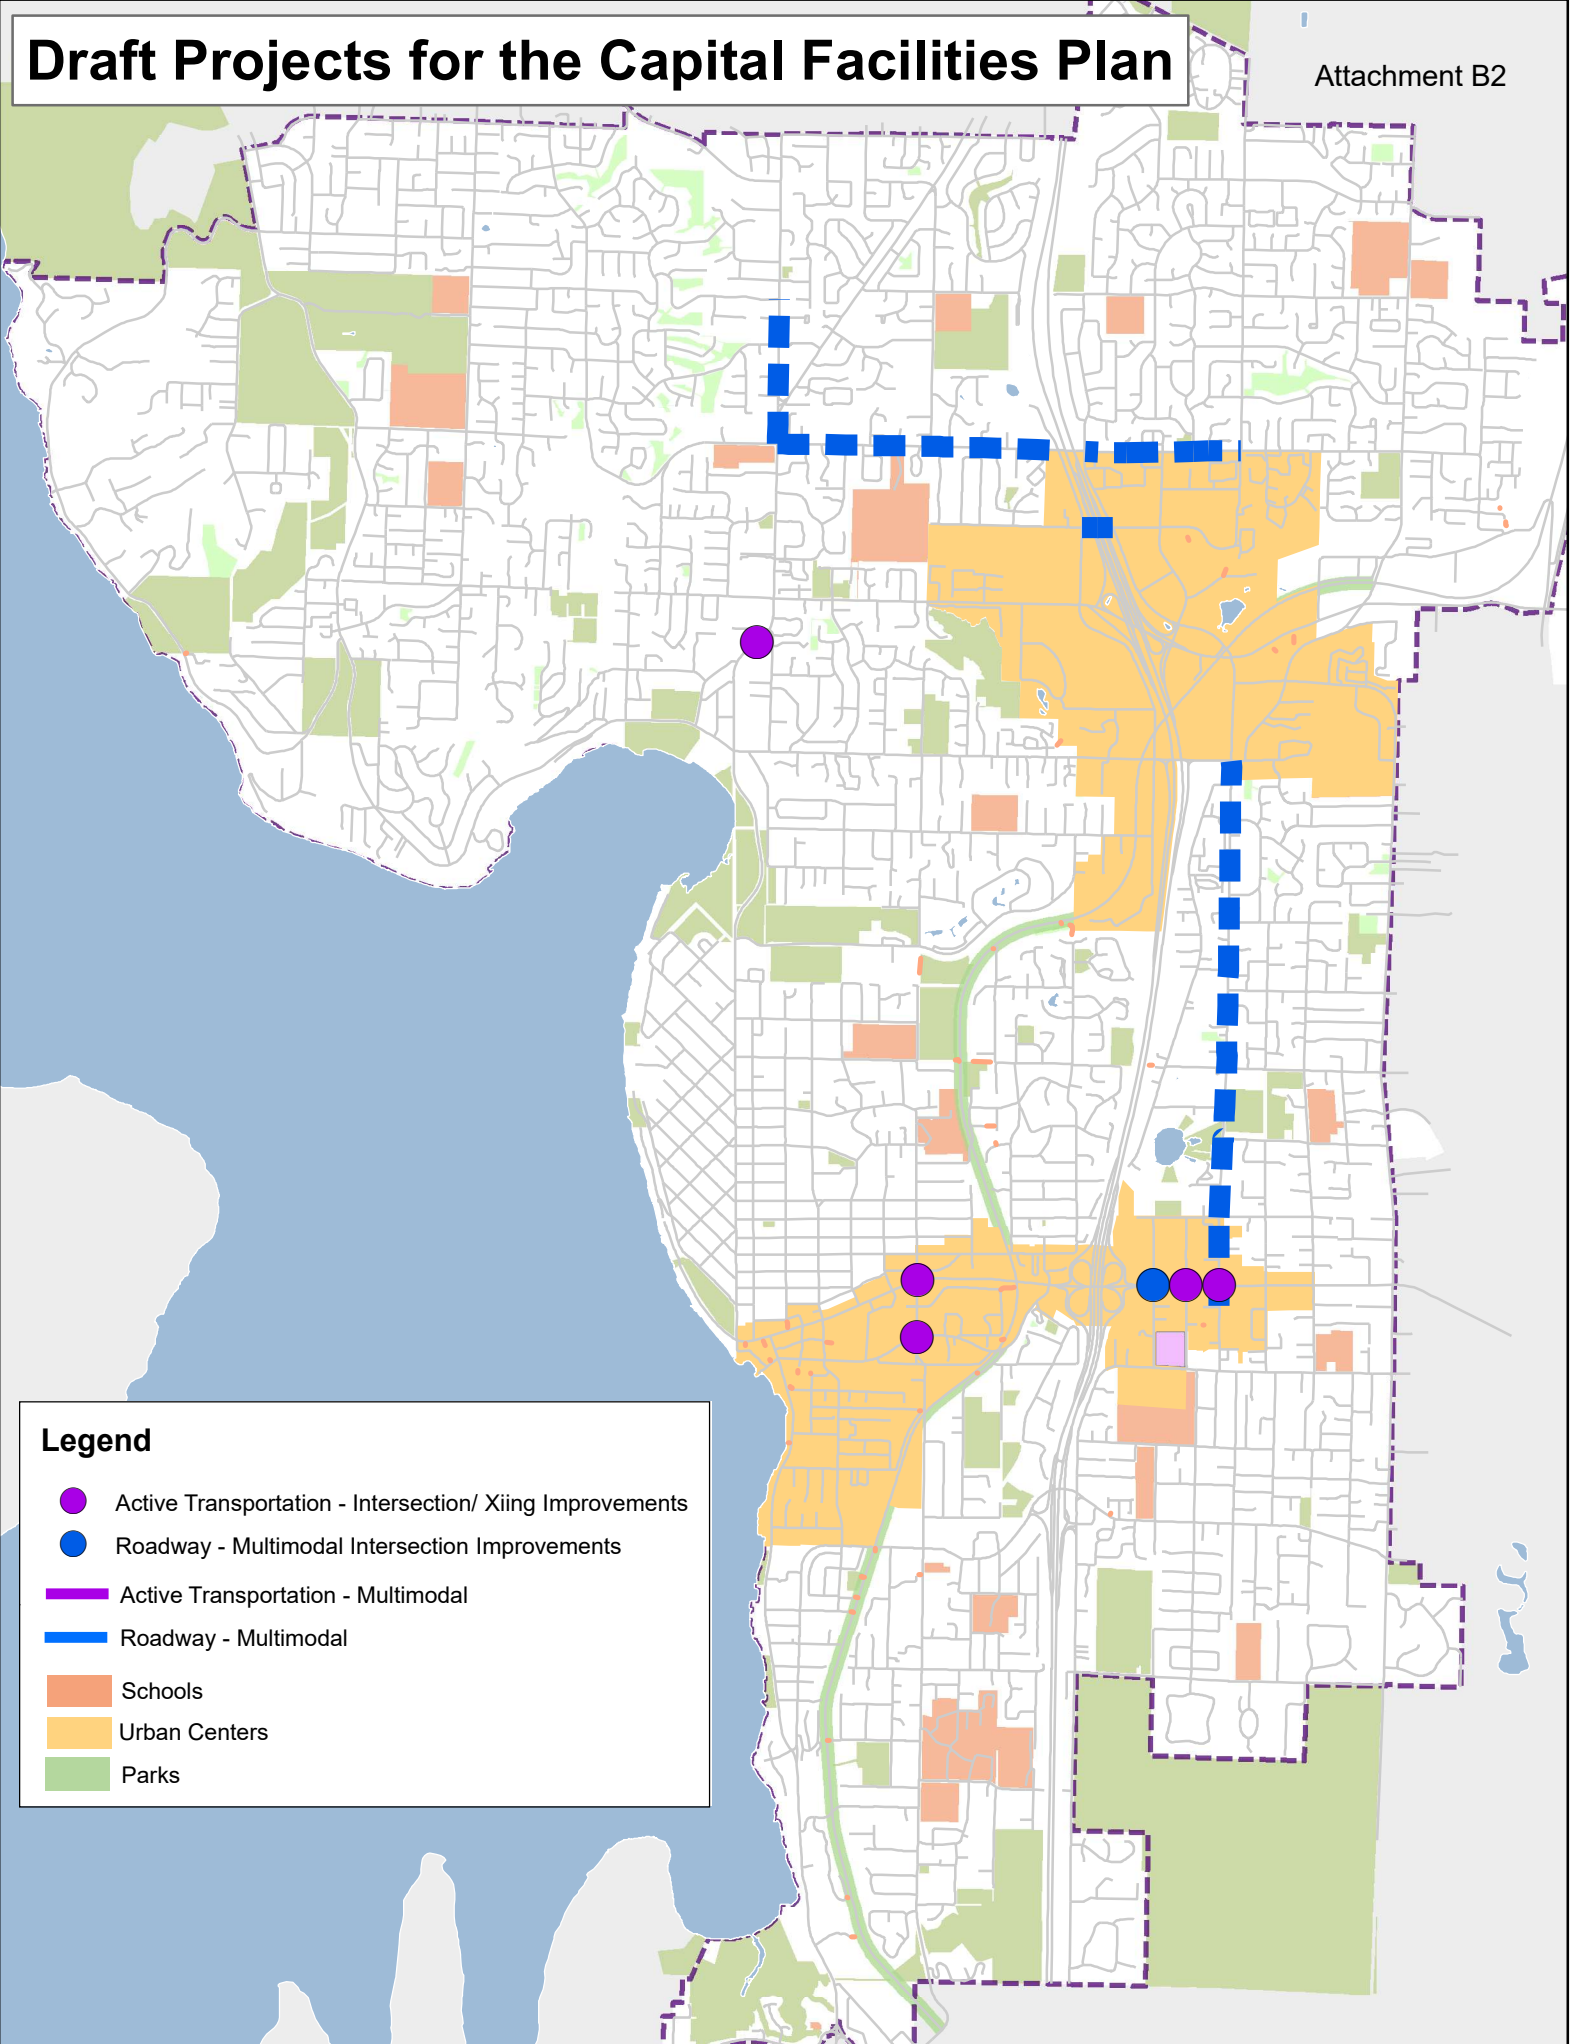 Draft Projects for the Capital Facilities Plan
Attachment B2
Legend
Active Transportation - Intersection/ Xiing Improvements
Roadway - Multimodal Intersection Improvements
Active Transportation - Multimodal
Roadway - Multimodal
Schools
Urban Centers
Parks